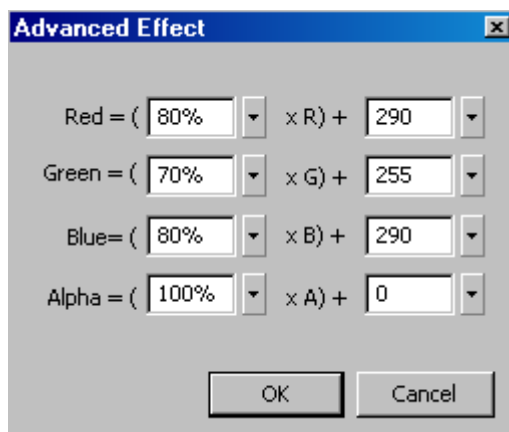 Advanced Effect
Red = ( 80% x R) + 290
Green = ( 70% x G) + 255
Blue= ( 80% x B) + 290
Alpha = ( 100% x A) + 0
OK Cancel